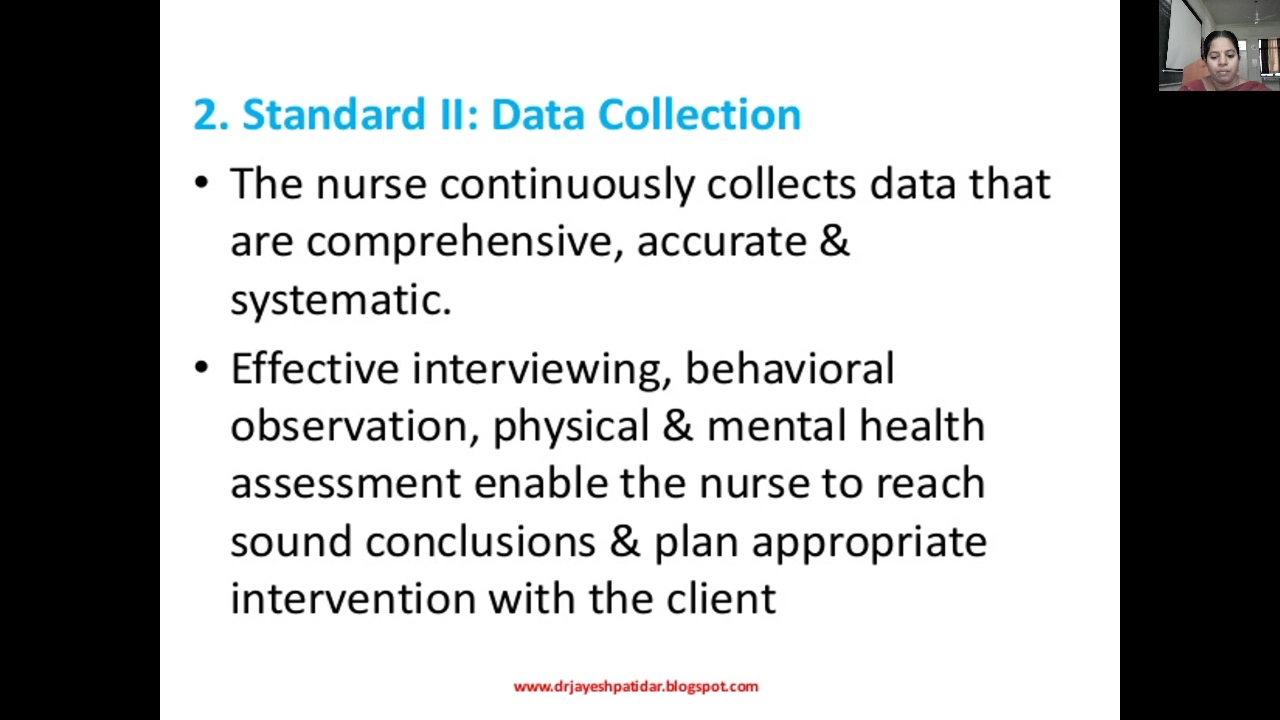 2. Standard II: Data Collection
• The nurse continuously collects data that
are comprehensive, accurate &
systematic.
• Effective interviewing, behavioral
observation, physical & mental health
assessment enable the nurse to reach
sound conclusions & plan appropriate
intervention with the client
www.drjayeshpatidar.blogspot.com